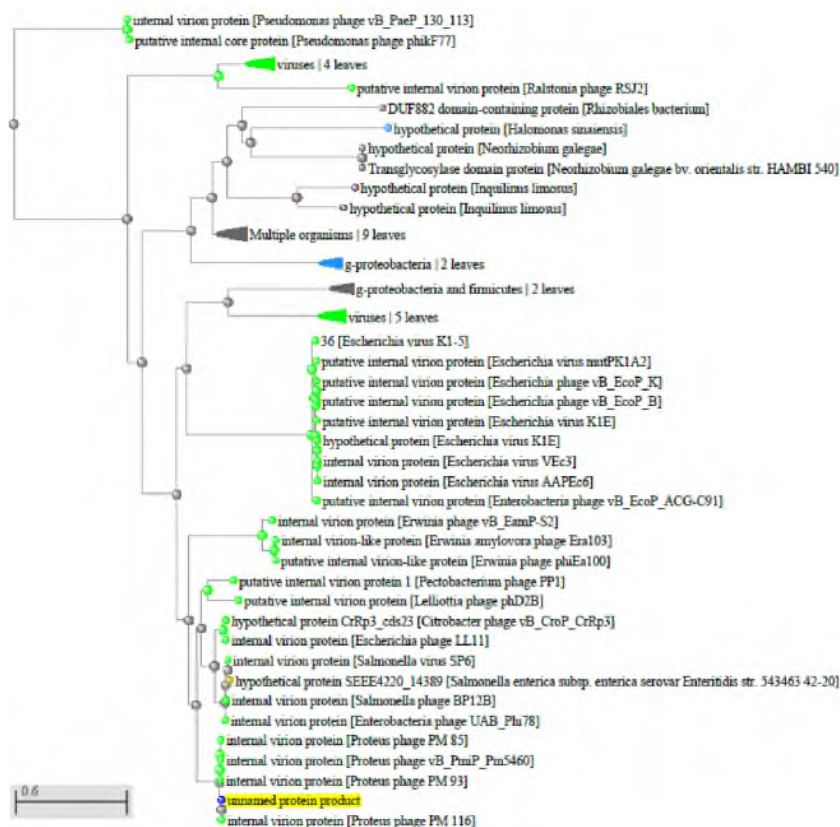 internal virion protein [Pseudomonas phage vB_PaeP_130_113]
putative internal core protein [Pseudomonas phage phikF77]
viruses | 4 leaves
putative internal virion protein [Ralstonia phage RSJ2]
DUF882 domain-containing protein [Rhizobiales bacterium]
hypothetical protein [Halomonas sinaiensis]
hypothetical protein [Neorhizobium galegae]
Transglycosylase domain protein [Neorhizobium galegae bv. orientalis str. HAMBI 540]
hypothetical protein [Inquilinus limosus]
hypothetical protein [Inquilinus limosus]
Multiple organisms | 9 leaves
g-proteobacteria | 2 leaves
g-proteobacteria and firmicutes | 2 leaves
viruses | 5 leaves
36 [Escherichia virus K1-5]
putative internal virion protein [Escherichia virus mutPK1A2]
putative internal virion protein [Escherichia phage vB_EcoP_K]
putative internal virion protein [Escherichia phage vB_EcoP_B]
putative internal virion protein [Escherichia virus K1E]
hypothetical protein [Escherichia virus K1E]
internal virion protein [Escherichia virus VEc3]
internal virion protein [Escherichia virus AAPEc6]
putative internal virion protein [Enterobacteria phage vB_EcoP_ACG-C91]
internal virion protein [Erwinia phage vB_EamP-S2]
internal virion-like protein [Erwinia amylovora phage Era103]
putative internal virion-like protein [Erwinia phage phiEa100]
putative internal virion protein 1 [Pectobacterium phage PP1]
putative internal virion protein [Lelliottia phage phD2B]
hypothetical protein CrRp3_cds23 [Citrobacter phage vB_CroP_CrRp3]
internal virion protein [Escherichia phage LL11]
internal virion protein [Salmonella virus SP6]
hypothetical protein SEEE4220_14389 [Salmonella enterica subsp. enterica serovar Enteritidis str. 543463 42-20]
internal virion protein [Salmonella phage BP12B]
internal virion protein [Enterobacteria phage UAB_Phi78]
internal virion protein [Proteus phage PM 85]
internal virion protein [Proteus phage vB_PmiP_Pm5460]
internal virion protein [Proteus phage PM 93]
0.6
unnamed protein product
internal virion protein [Proteus phage PM 116]